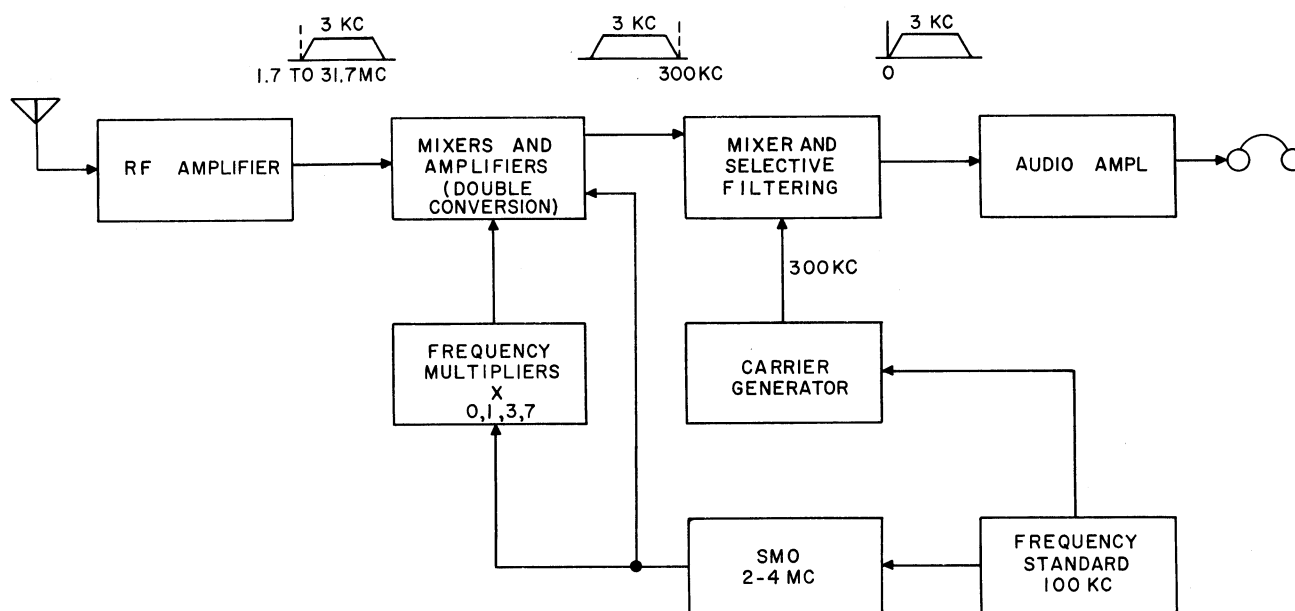 3 KC
1.7 TO 31.7MC
3 KC
300KC
3 KC
0
RF AMPLIFIER
MIXERS AND
AMPLIFIERS
(DOUBLE
CONVERSION)
MIXER AND
SELECTIVE
FILTERING
AUDIO AMPL
300KC
FREQUENCY
MULTIPLIERS
X
0,1,3,7
CARRIER
GENERATOR
SMO
2-4 MC
FREQUENCY
STANDARD
100 KC